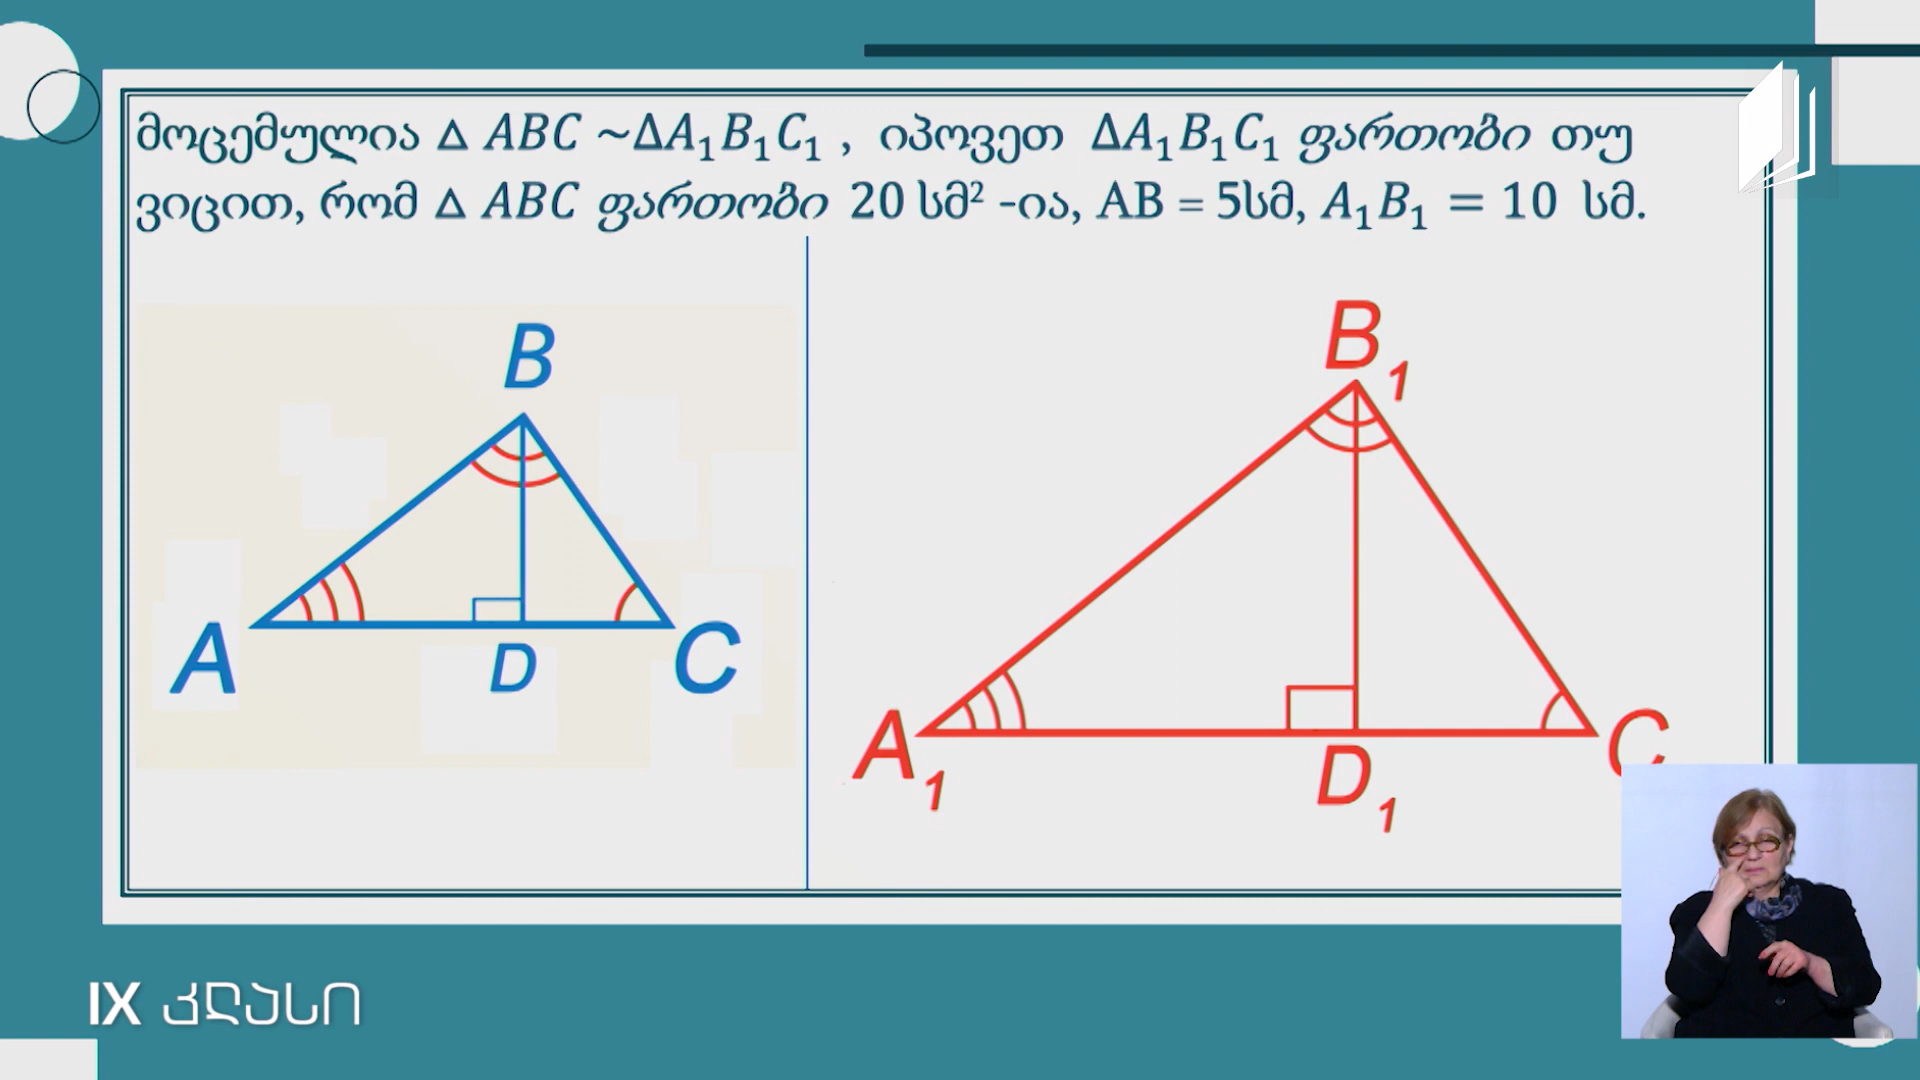 მოცემულია Δ ABC ~ΔA₁B₁C₁ , იპოვეთ ΔA₁B₁C₁ ფართობი თუ
ვიცით, რომ Δ ABC ფართობი 20 სმ² -ია, AB = 5სმ, A₁B₁ = 10 სმ.
B
A
D
C
B₁
A₁
D₁
C
IX კლასი